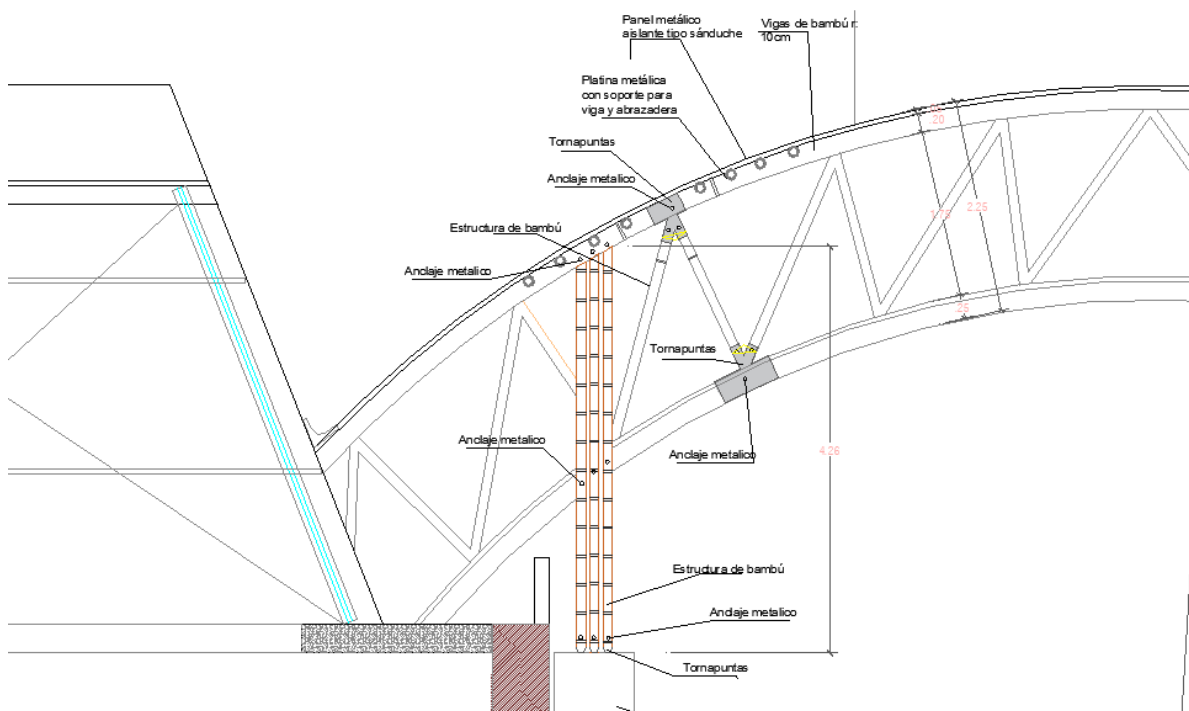 Panel metálico
aislante tipo sánduche
Vigas de bambú r:
10cm
Platina metálica
con soporte para
viga y abrazadera
Tornapuntas
Anclaje metalico
Estructura de bambú
Anclaje metalico
.20
1.75
2.25
.25
Tornapuntas
4.26
Anclaje metalico
Anclaje metalico
Estructura de bambú
Anclaje metalico
Tornapuntas